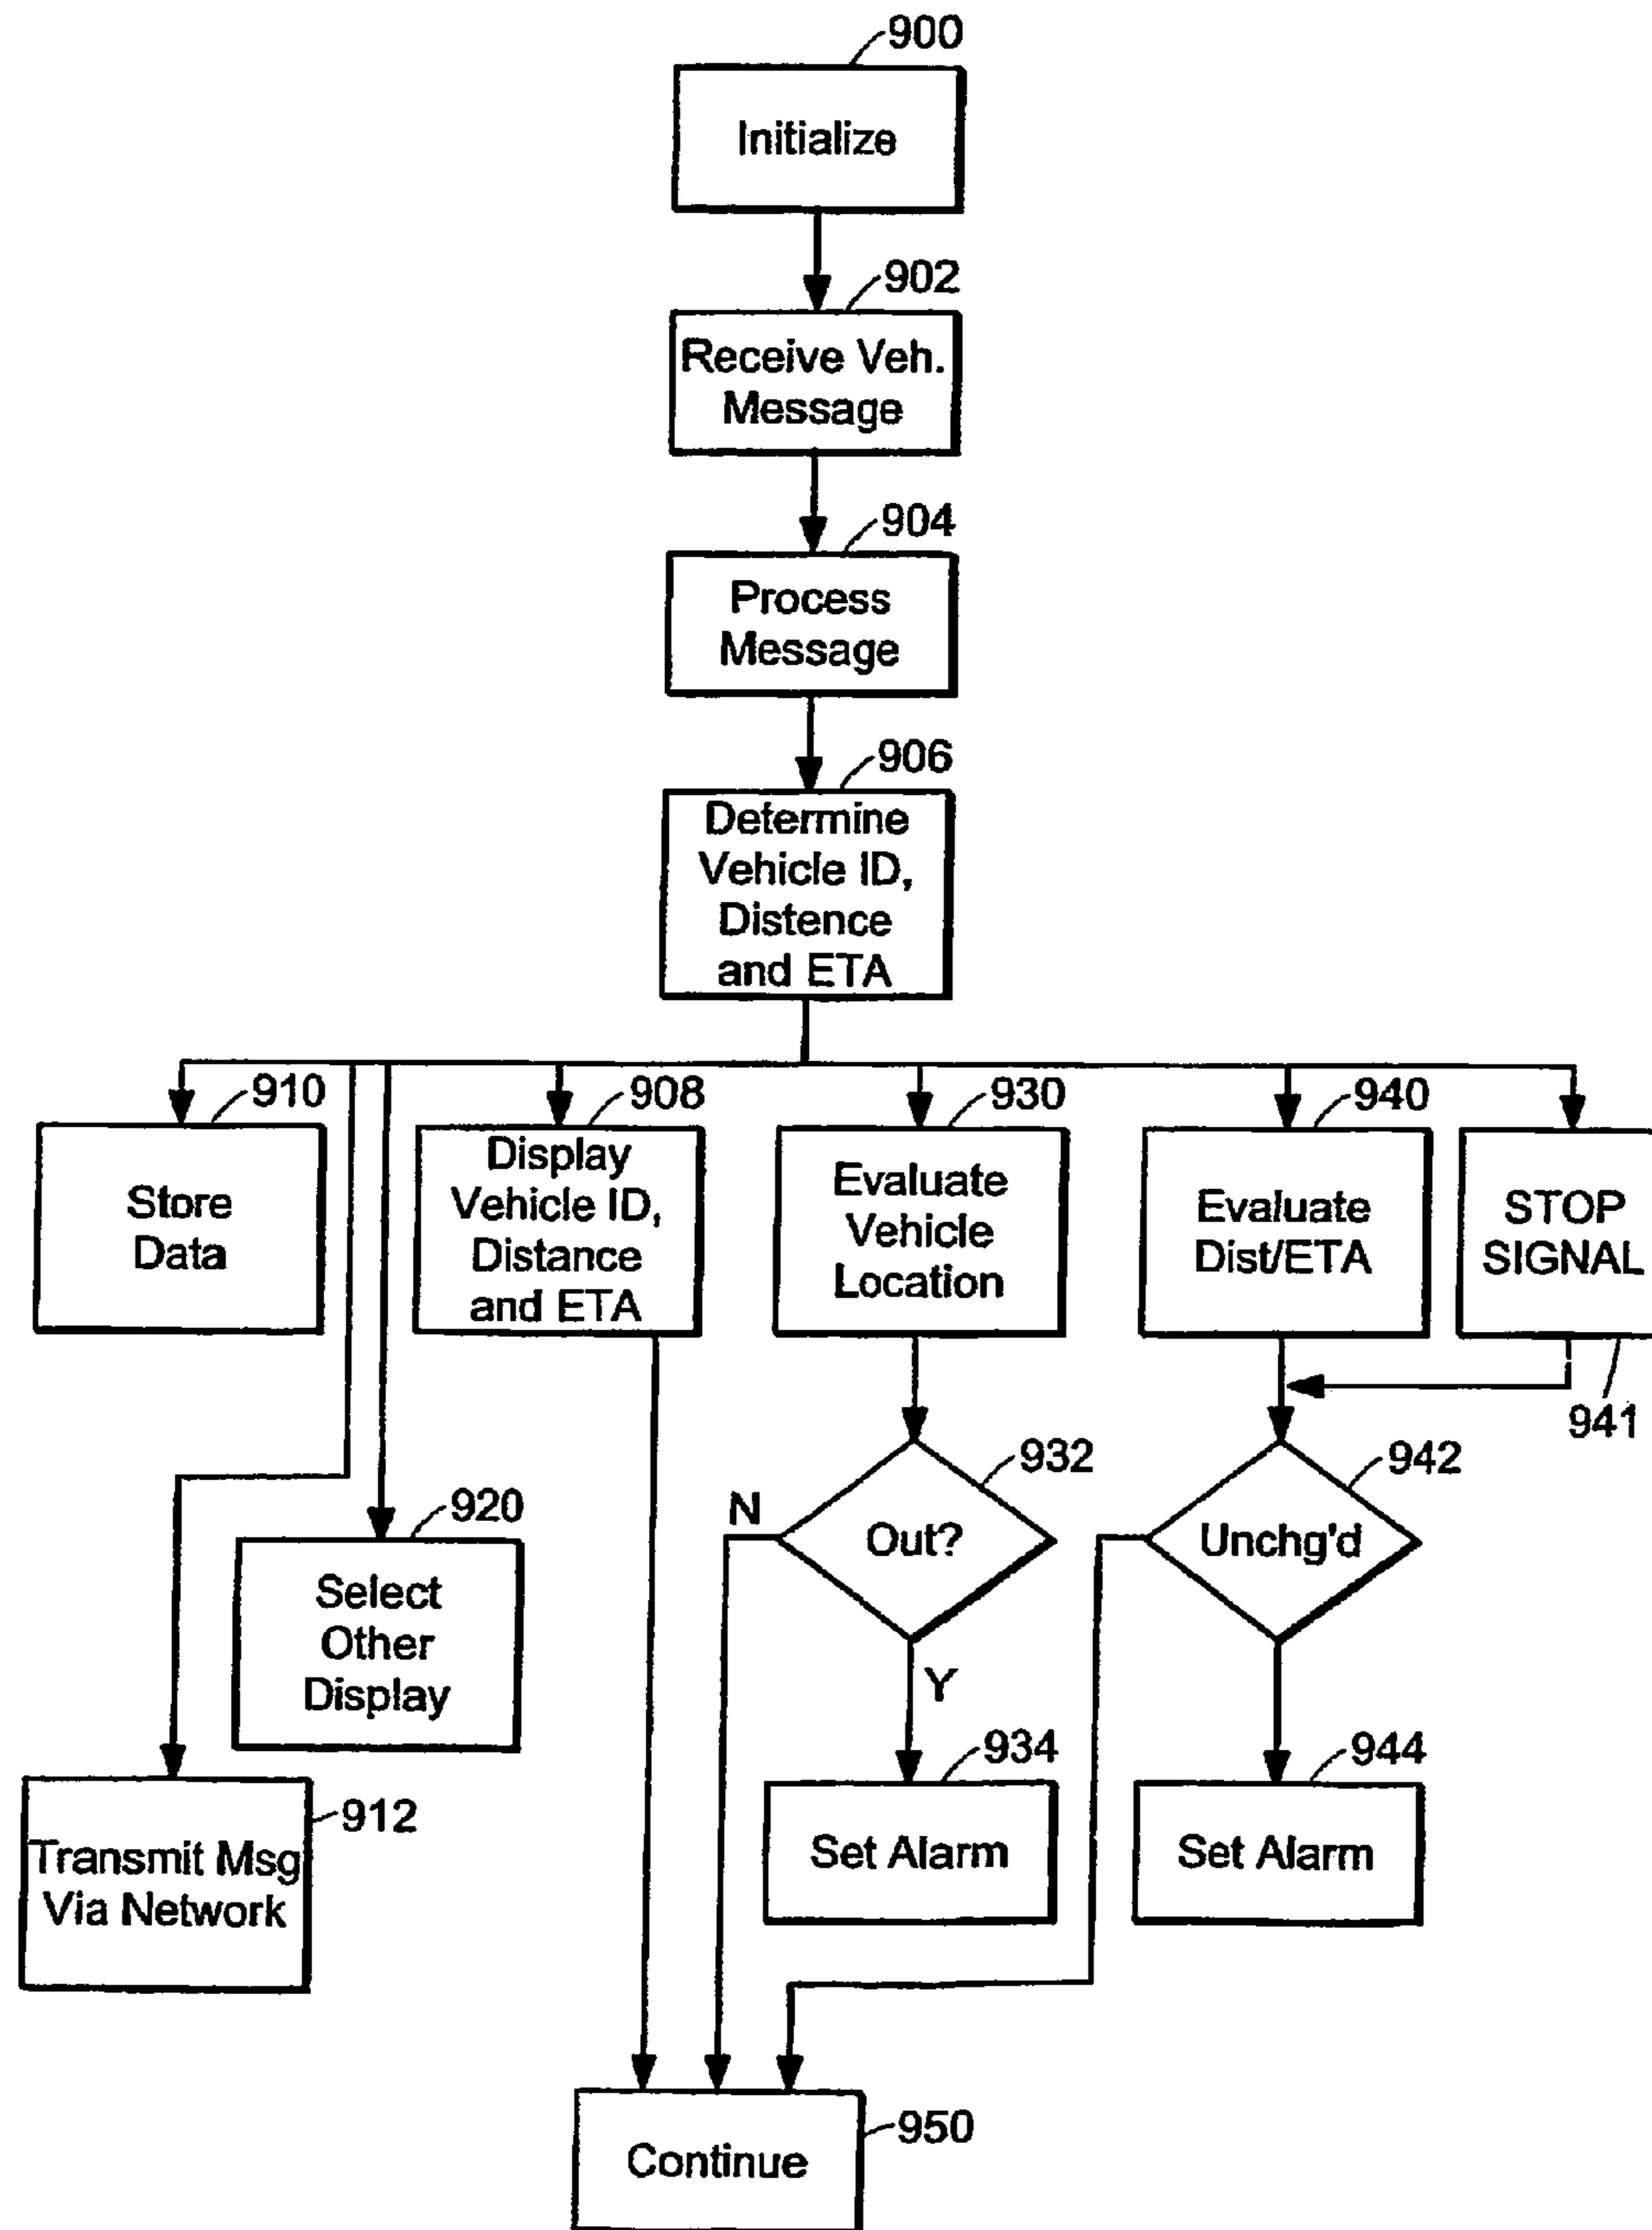 900
Initialize
902
Receive Veh.
Message
904
Process
Message
906
Determine
Vehicle ID,
Distence
and ETA
910
Store
Data
908
Display
Vehicle ID,
Distance
and ETA
930
Evaluate
Vehicle
Location
940
Evaluate
Dist/ETA
STOP
SIGNAL
941
932
N
Out?
Y
942
Unchg'd
920
Select
Other
Display
934
Set Alarm
944
Set Alarm
912
Transmit Msg
Via Network
950
Continue